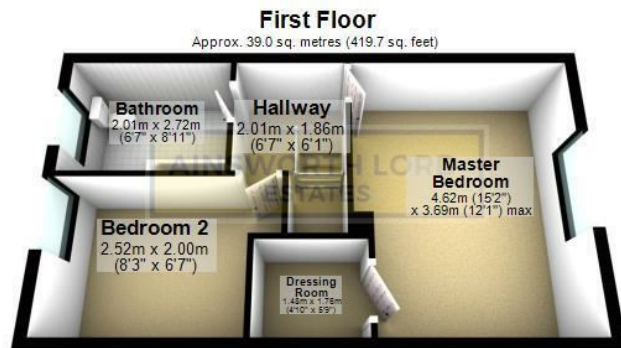 First Floor
Approx. 39.0 sq. metres (419.7 sq. feet)
Bathroom
2.01m x 2.72m
(6'7" x 8'11")
Hallway
2.01m x 1.86m
(6'7" x 6'1")
Master
Bedroom
4.62m (15'2")
x 3.69m (12'1") max
AINSWORTH LORD
ESTATES
Bedroom 2
2.52m x 2.00m
(8'3" x 6'7")
Dressing
Room
1.48m x 1.76m
(4'10" x 5'9")